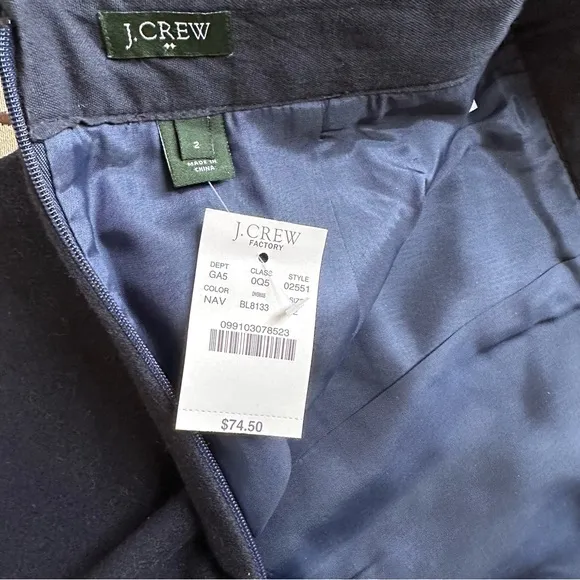 J.CREW
2
MADE IN
CHINA
J.CREW
FACTORY
DEPT CLASS STYLE
GA5 0Q5 02551
COLOR
NAV BL8133
099103078523
$74.50